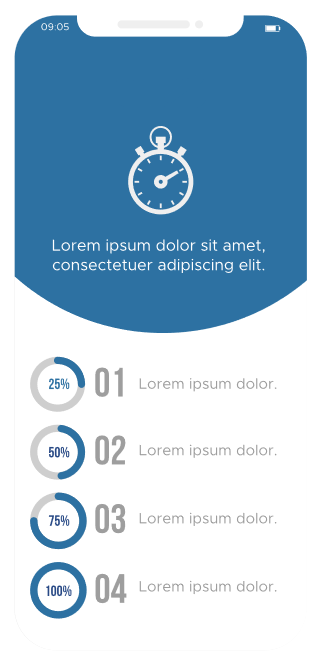 09:05
Lorem ipsum dolor sit amet,
consectetuer adipiscing elit.
25% 01 Lorem ipsum dolor.
50% 02 Lorem ipsum dolor.
75% 03 Lorem ipsum dolor.
100% 04 Lorem ipsum dolor.